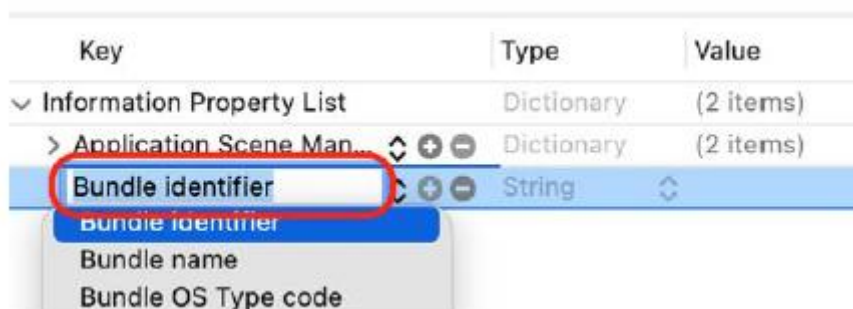 Key Type Value
Information Property List Dictionary (2 items)
Application Scene Man... Dictionary (2 items)
Bundle identifier String
Bundle identifier
Bundle name
Bundle OS Type code